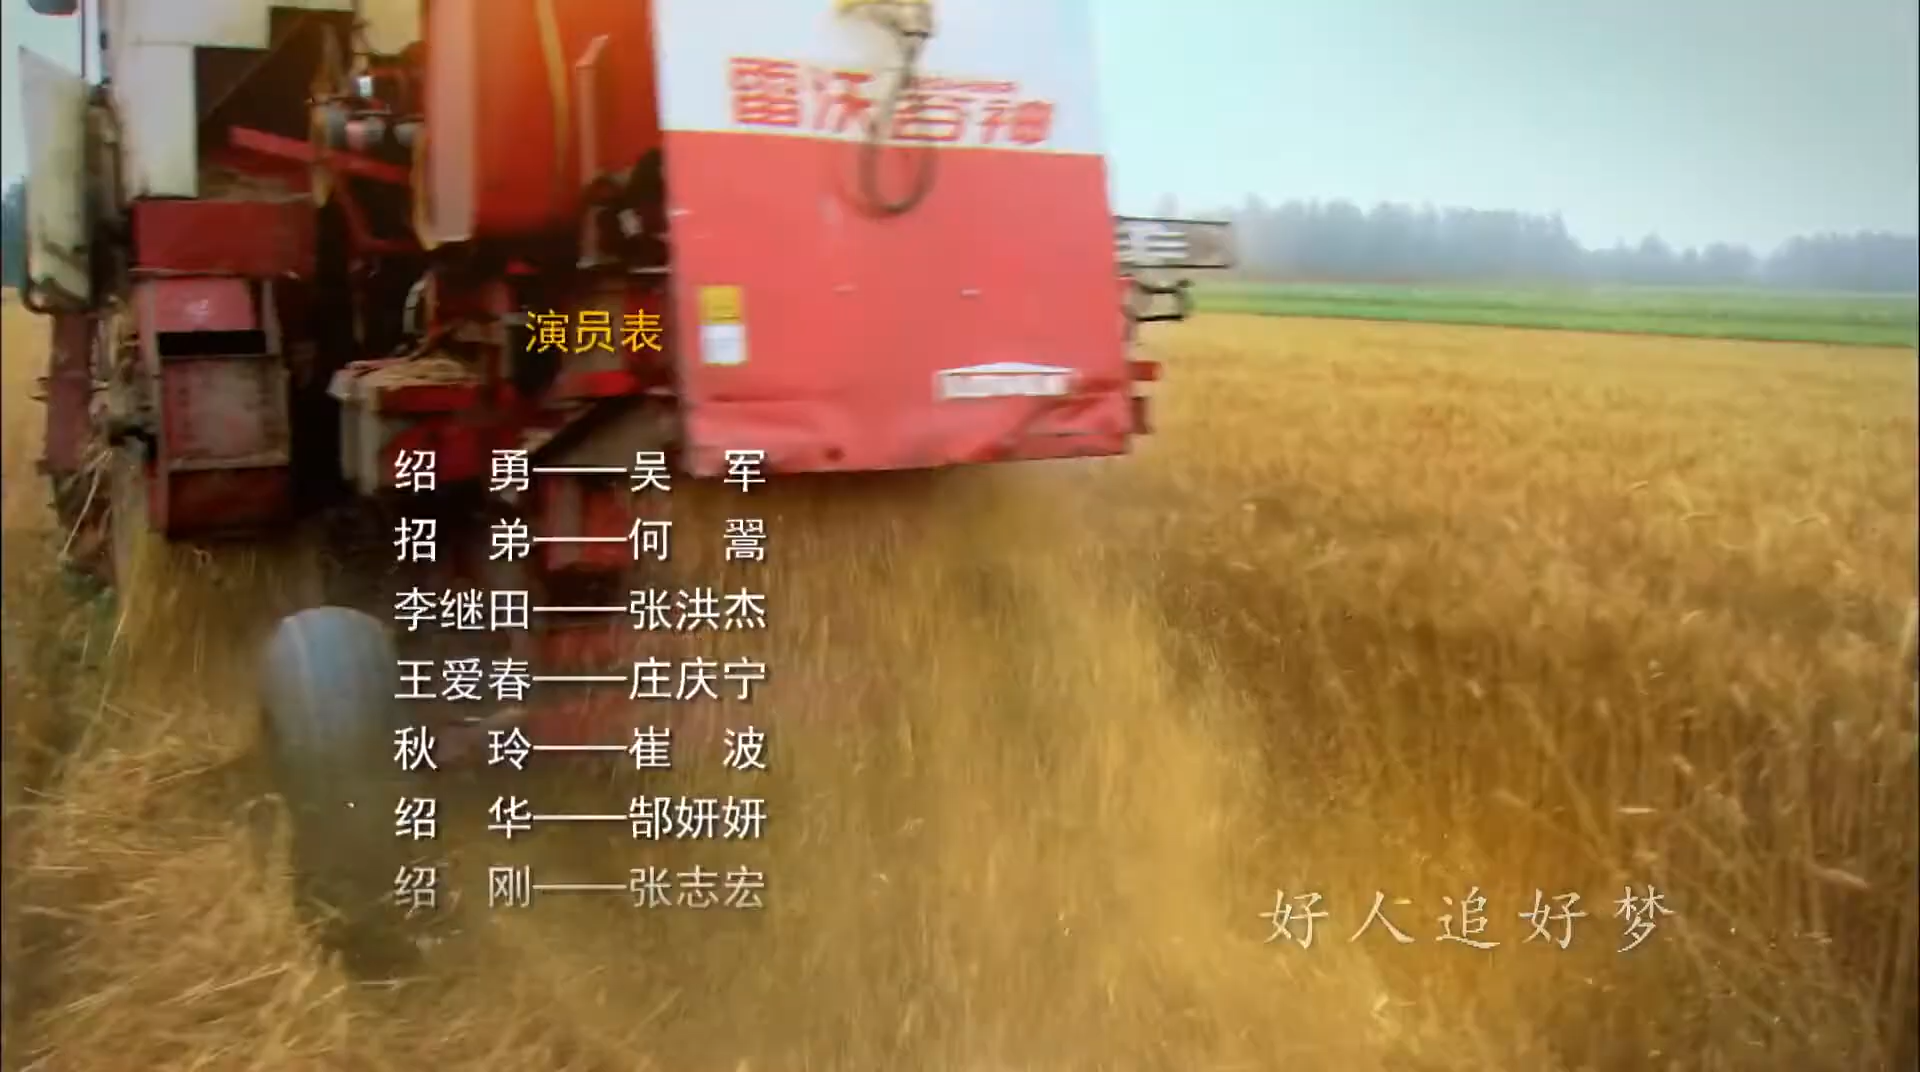 雷沃谷神
演员表
绍　勇——吴　军
招　弟——何　翯
李继田——张洪杰
王爱春——庄庆宁
秋　玲——崔　波
绍　华——郜妍妍
绍　刚——张志宏
好人追好梦